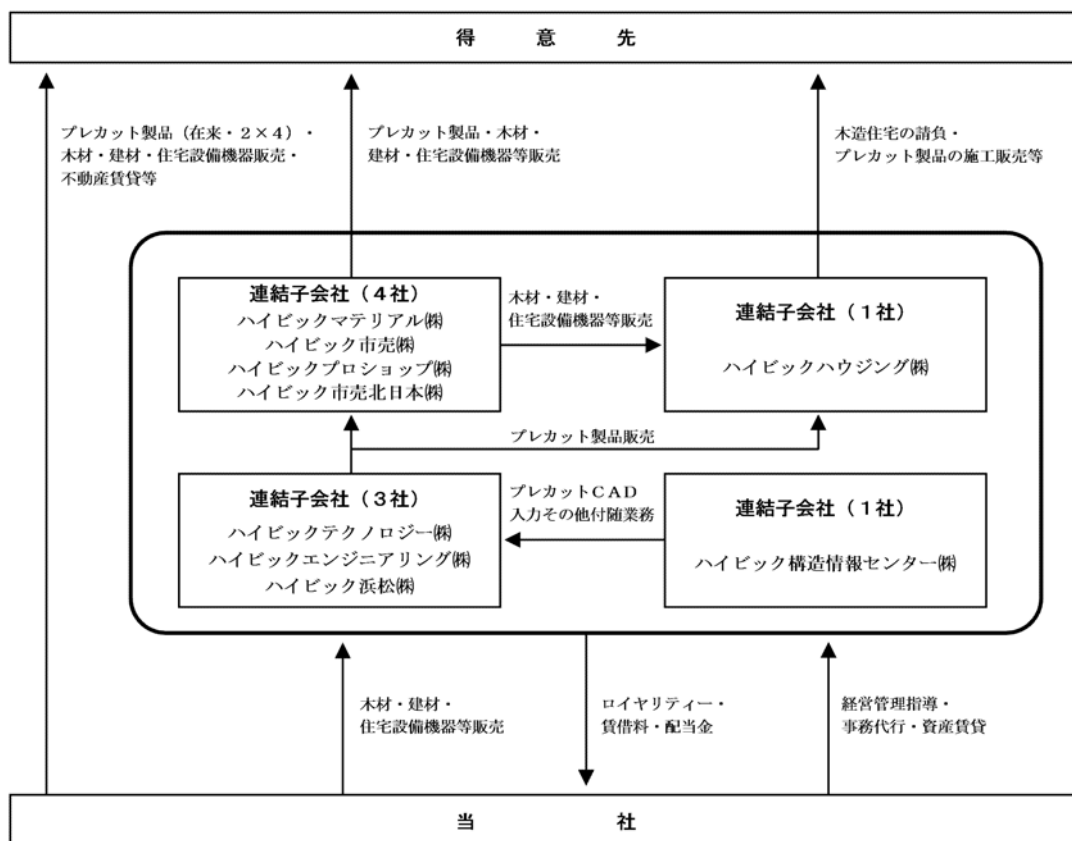 得意先
プレカット製品（在来・２×４）・
木材・建材・住宅設備機器販売・
不動産賃貸等
プレカット製品・木材・
建材・住宅設備機器等販売
木造住宅の請負・
プレカット製品の施工販売等
連結子会社（４社）
ハイビックマテリアル㈱
ハイビック市売㈱
ハイビックプロショップ㈱
ハイビック市売北日本㈱
木材・建材・
住宅設備機器等販売
連結子会社（１社）
ハイビックハウジング㈱
プレカット製品販売
連結子会社（３社）
ハイビックテクノロジー㈱
ハイビックエンジニアリング㈱
ハイビック浜松㈱
プレカットＣＡＤ
入力その他付随業務
連結子会社（１社）
ハイビック構造情報センター㈱
木材・建材・
住宅設備機器等販売
ロイヤリティー・
賃借料・配当金
経営管理指導・
事務代行・資産賃貸
当社